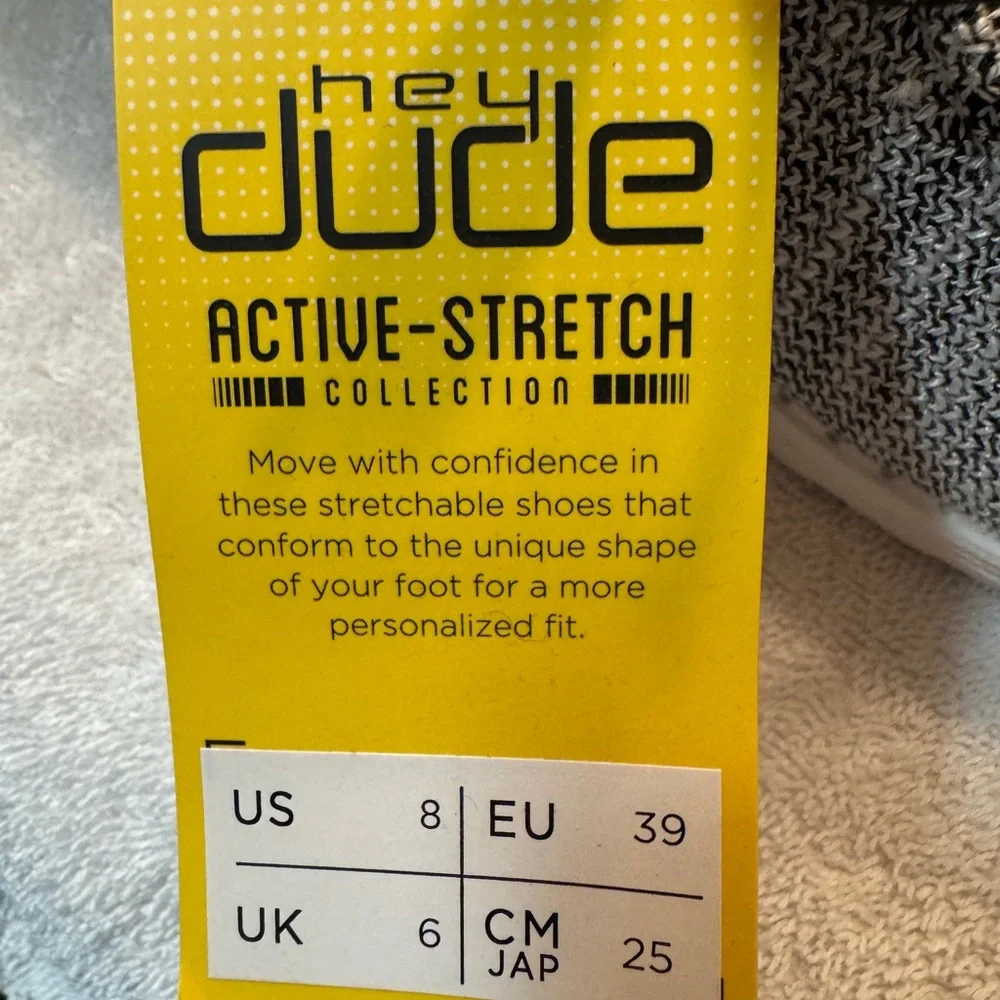 hey
dude
ACTIVE-STRETCH
COLLECTION
Move with confidence in
these stretchable shoes that
conform to the unique shape
of your foot for a more
personalized fit.
US 8 EU 39
UK 6 CM JAP 25